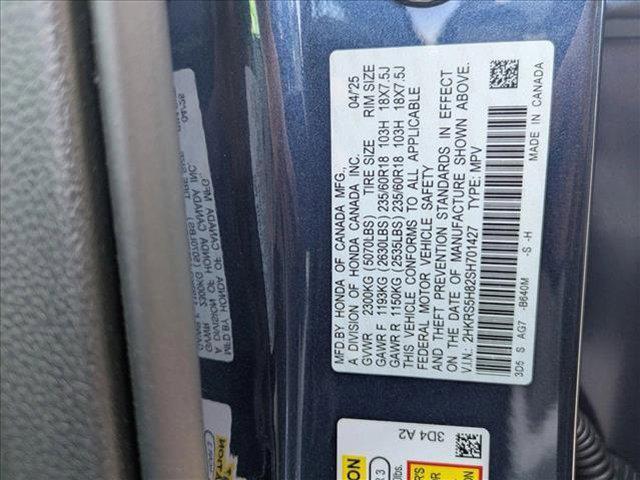 MFD.BY HONDA OF CANADA MFG.,
A DIVISION OF HONDA CANADA INC. 04/25
GVWR 2300KG (5070LBS) TIRE SIZE RIM SIZE
GAWR F 1193KG (2630LBS) 235/60R18 103H 18X7.5J
GAWR R 1150KG (2535LBS) 235/60R18 103H 18X7.5J
THIS VEHICLE CONFORMS TO ALL APPLICABLE
FEDERAL MOTOR VEHICLE SAFETY
AND THEFT PREVENTION STANDARDS IN EFFECT
ON THE DATE OF MANUFACTURE SHOWN ABOVE.
V.I.N.: 2HKRS5H82SH701427 TYPE: MPV
3D5 S AG7 -B640M -S -H MADE IN CANADA
3D4 A2